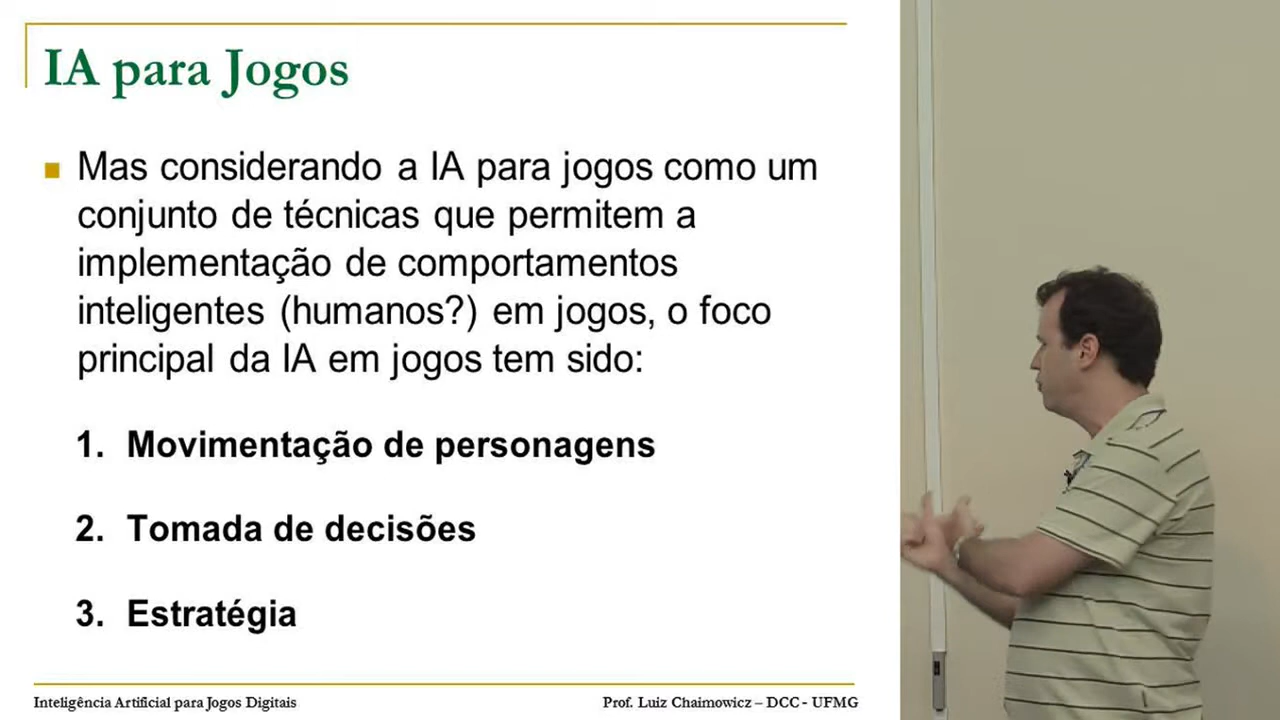 IA para Jogos
Mas considerando a IA para jogos como um
conjunto de técnicas que permitem a
implementação de comportamentos
inteligentes (humanos?) em jogos, o foco
principal da IA em jogos tem sido:
1. Movimentação de personagens
2. Tomada de decisões
3. Estratégia
Inteligência Artificial para Jogos Digitais
Prof. Luiz Chaimowicz – DCC - UFMG